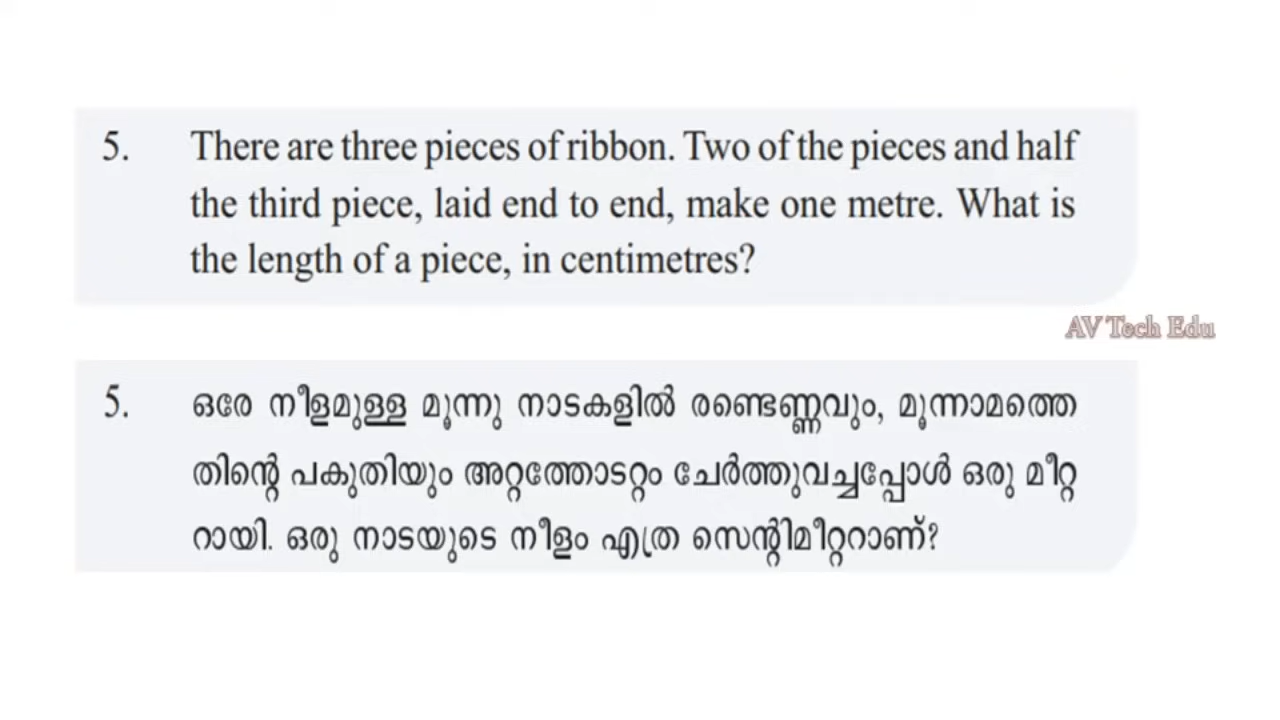 5. There are three pieces of ribbon. Two of the pieces and half
the third piece, laid end to end, make one metre. What is
the length of a piece, in centimetres?
AV Tech Edu
5. ഒരേ നീളമുള്ള മൂന്നു നാടകളിൽ രണ്ടെണ്ണവും, മൂന്നാമത്തെ
തിന്റെ പകുതിയും അറ്റത്തോടറ്റം ചേർത്തുവച്ചപ്പോൾ ഒരു മീറ്റ
റായി. ഒരു നാടയുടെ നീളം എത്ര സെന്റിമീറ്ററാണ്?